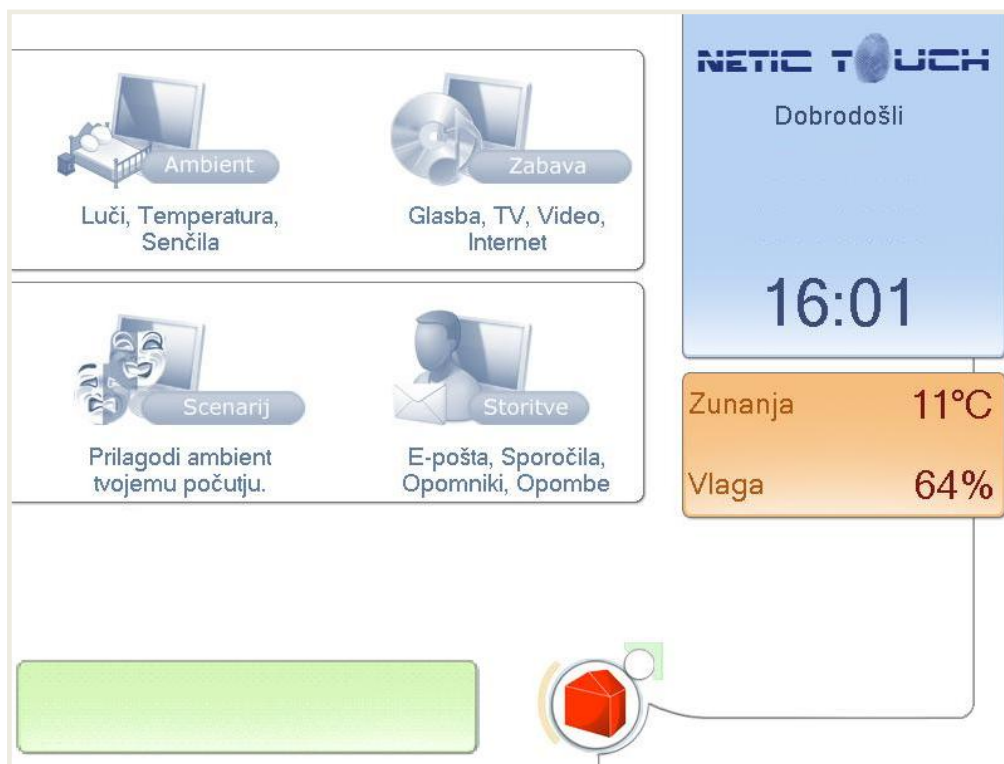 Ambient
Luči, Temperatura,
Senčila
Zabava
Glasba, TV, Video,
Internet
Scenarij
Prilagodi ambient
tvojemu počutju.
Storitve
E-pošta, Sporočila,
Opomniki, Opombe
NETIC TOUCH
Dobrodošli
16:01
Zunanja 11°C
Vlaga 64%